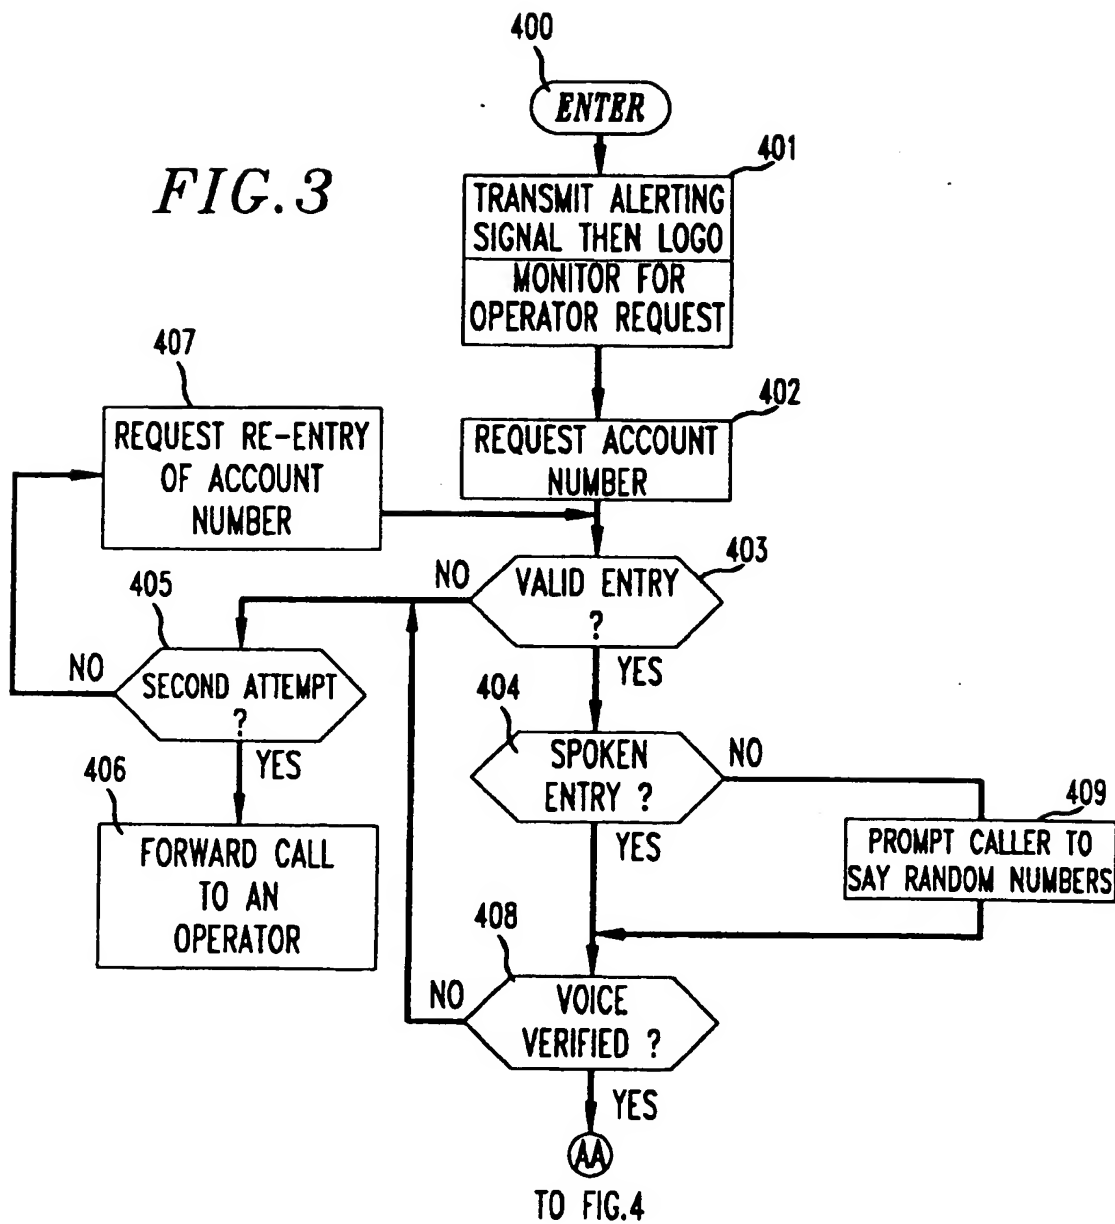 400
ENTER
FIG.3
401
TRANSMIT ALERTING
SIGNAL THEN LOGO
MONITOR FOR
OPERATOR REQUEST
407
REQUEST RE-ENTRY
OF ACCOUNT
NUMBER
402
REQUEST ACCOUNT
NUMBER
403
VALID ENTRY
?
NO
YES
405
SECOND ATTEMPT
?
NO
YES
404
SPOKEN
ENTRY ?
NO
YES
406
FORWARD CALL
TO AN
OPERATOR
409
PROMPT CALLER TO
SAY RANDOM NUMBERS
408
VOICE
VERIFIED ?
NO
YES
AA
TO FIG.4